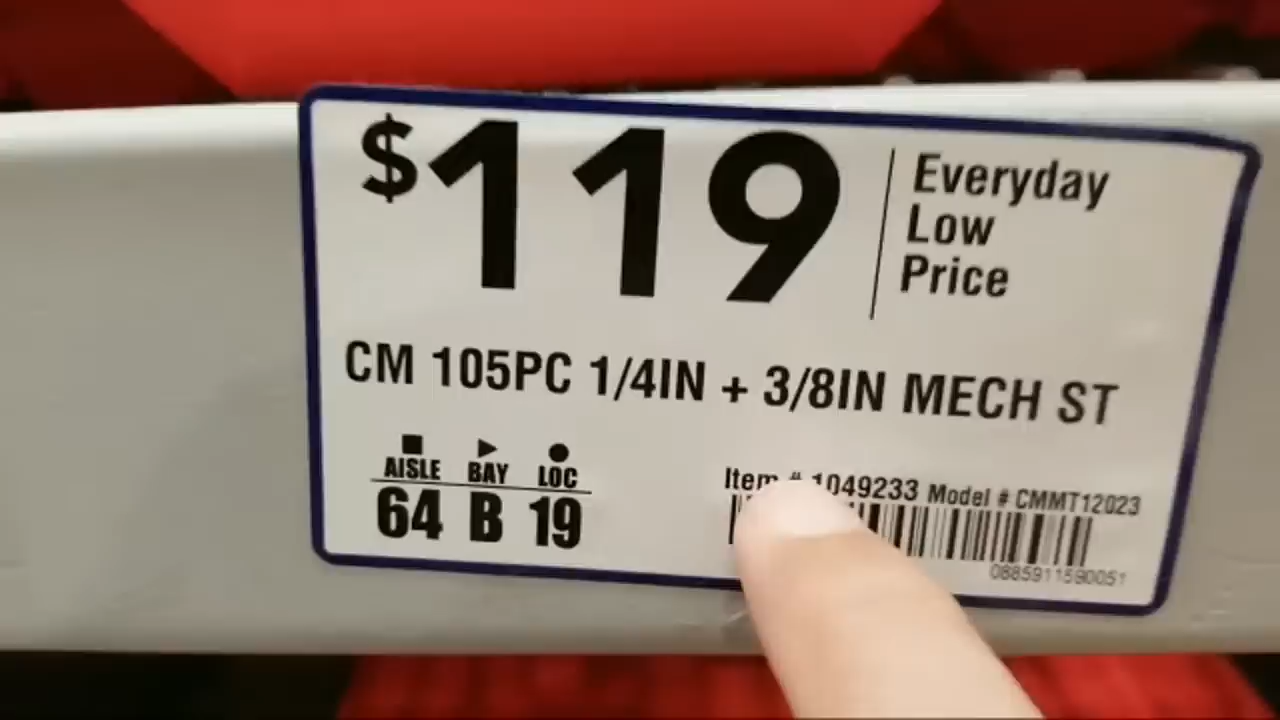 $119
Everyday
Low
Price
CM 105PC 1/4IN + 3/8IN MECH ST
AISLE BAY LOC
64 B 19
Item # 1049233 Model # CMMT12023
0885911590051